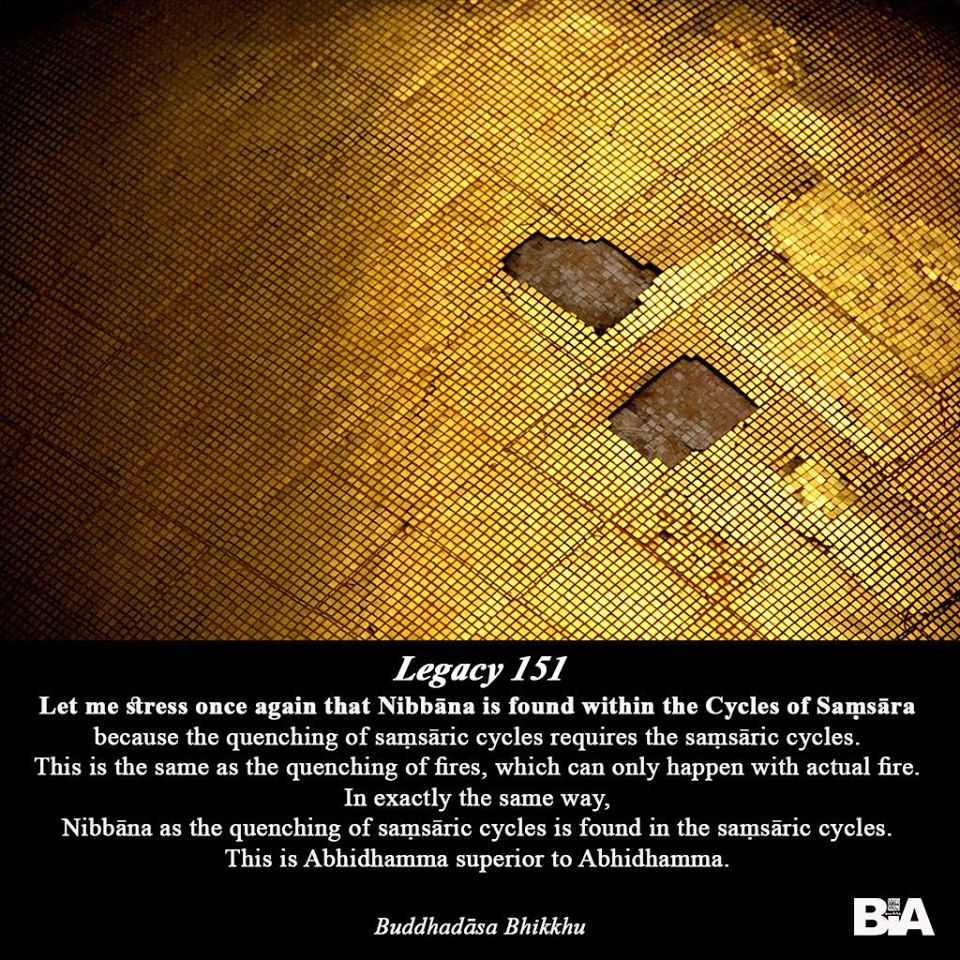 Legacy 151
Let me stress once again that Nibbāna is found within the Cycles of Saṃsāra
because the quenching of saṃsāric cycles requires the saṃsāric cycles.
This is the same as the quenching of fires, which can only happen with actual fire.
In exactly the same way,
Nibbāna as the quenching of saṃsāric cycles is found in the saṃsāric cycles.
This is Abhidhamma superior to Abhidhamma.
Buddhadāsa Bhikkhu
BIA